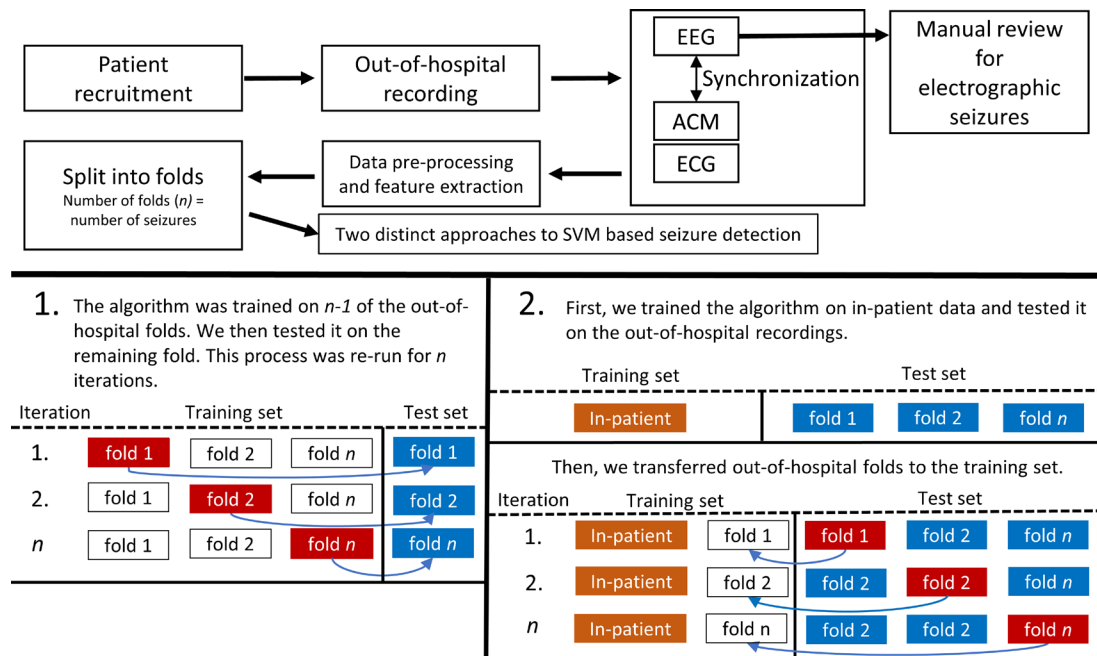 Patient
recruitment
Out-of-hospital
recording
EEG
Synchronization
ACM
ECG
Manual review
for
electrographic
seizures
Data pre-processing
and feature extraction
Split into folds
Number of folds (n) =
number of seizures
Two distinct approaches to SVM based seizure detection
1. The algorithm was trained on n-1 of the out-of-
hospital folds. We then tested it on the
remaining fold. This process was re-run for n
iterations.
Iteration Training set Test set
1. fold 1 fold 2 fold n fold 1
2. fold 1 fold 2 fold n fold 2
n fold 1 fold 2 fold n fold n
2. First, we trained the algorithm on in-patient data and tested it
on the out-of-hospital recordings.
Training set Test set
In-patient fold 1 fold 2 fold n
Then, we transferred out-of-hospital folds to the training set.
Iteration Training set Test set
1. In-patient fold 1 fold 1 fold 2 fold n
2. In-patient fold 2 fold 2 fold 2 fold n
n In-patient fold n fold 2 fold 2 fold n